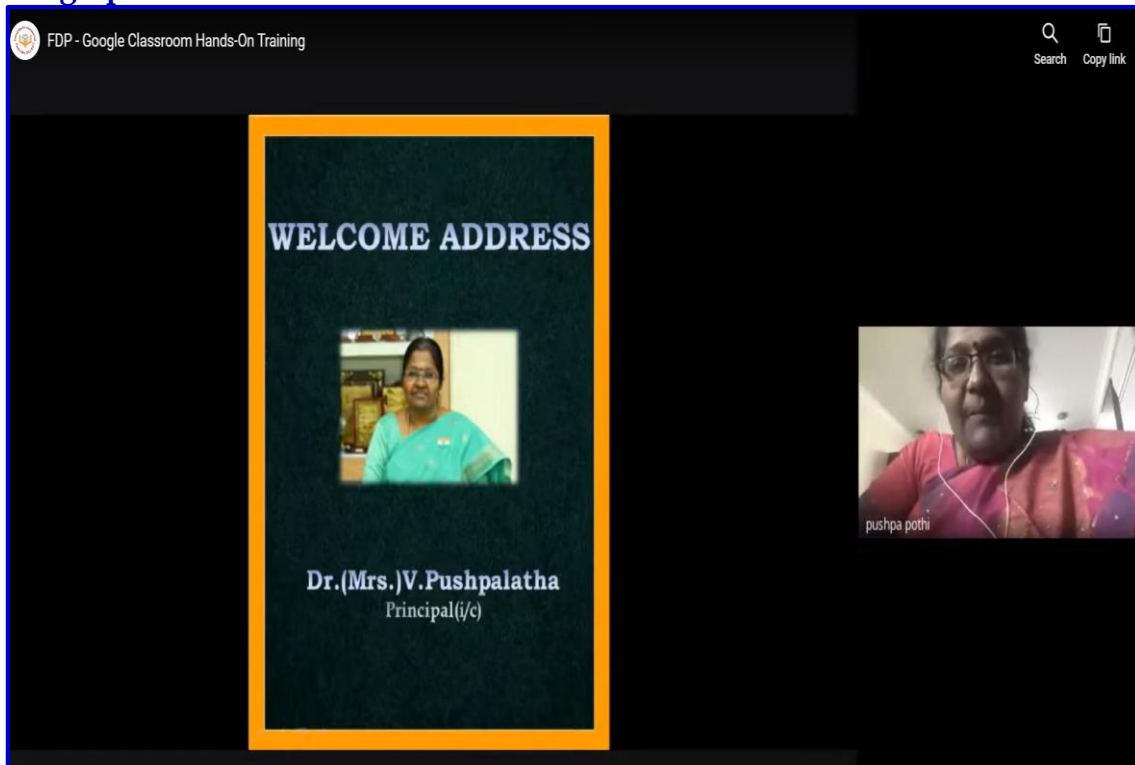 FDP - Google Classroom Hands-On Training
Search
Copy link
WELCOME ADDRESS
Dr.(Mrs.)V.Pushpalatha
Principal(i/c)
pushpa pothi